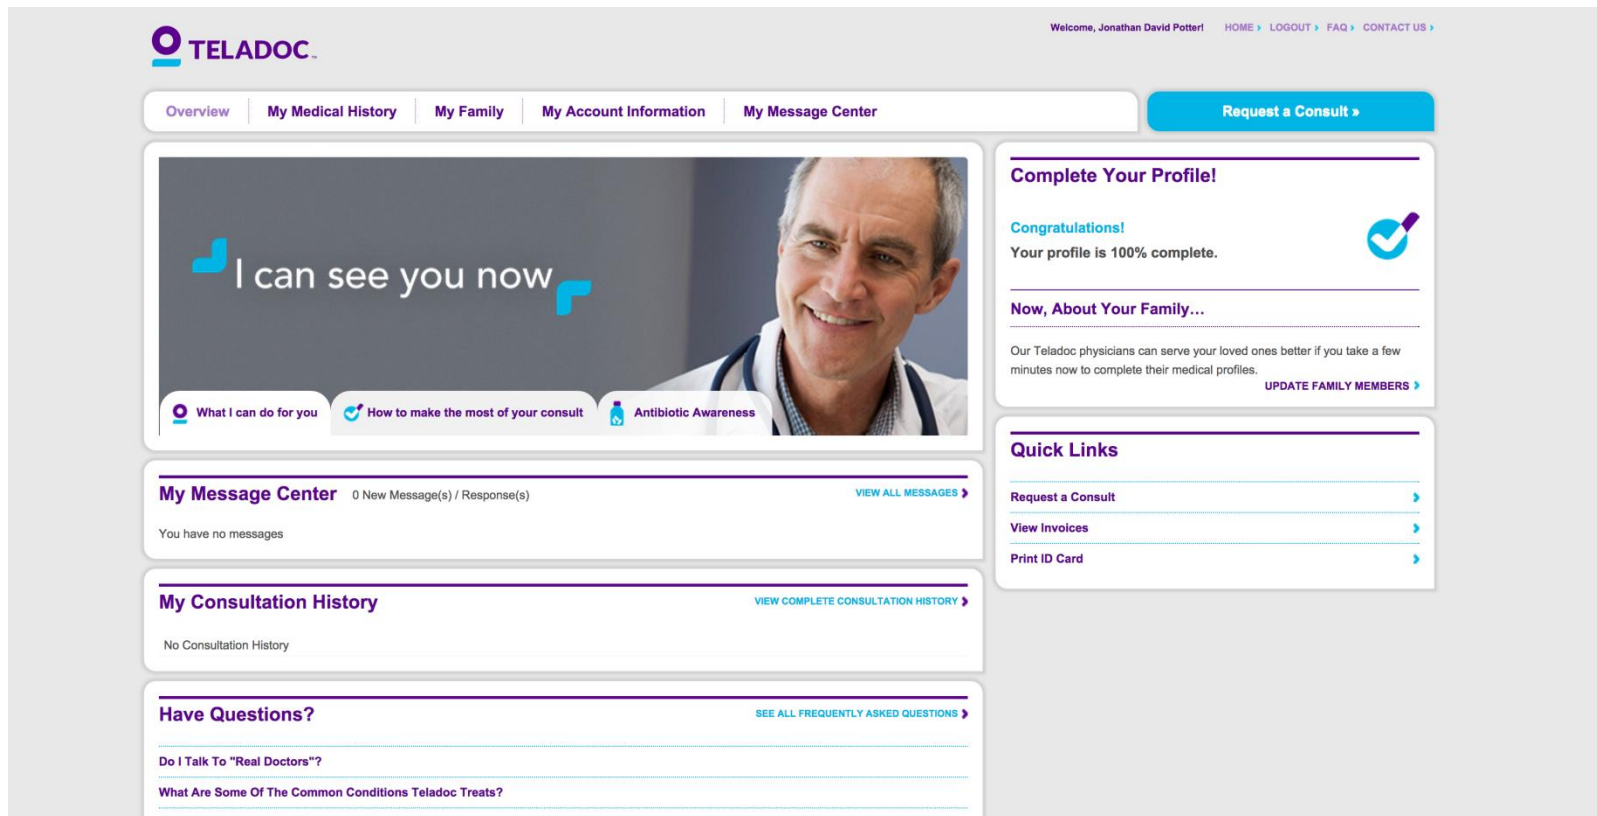 TELADOC™
Welcome, Jonathan David Potter! HOME › LOGOUT › FAQ › CONTACT US ›
Overview My Medical History My Family My Account Information My Message Center
Request a Consult »
I can see you now
What I can do for you How to make the most of your consult Antibiotic Awareness
My Message Center 0 New Message(s) / Response(s) VIEW ALL MESSAGES ›
You have no messages
My Consultation History VIEW COMPLETE CONSULTATION HISTORY ›
No Consultation History
Have Questions? SEE ALL FREQUENTLY ASKED QUESTIONS ›
Do I Talk To "Real Doctors"?
What Are Some Of The Common Conditions Teladoc Treats?
Complete Your Profile!
Congratulations!
Your profile is 100% complete.
Now, About Your Family...
Our Teladoc physicians can serve your loved ones better if you take a few
minutes now to complete their medical profiles.
UPDATE FAMILY MEMBERS ›
Quick Links
Request a Consult ›
View Invoices ›
Print ID Card ›